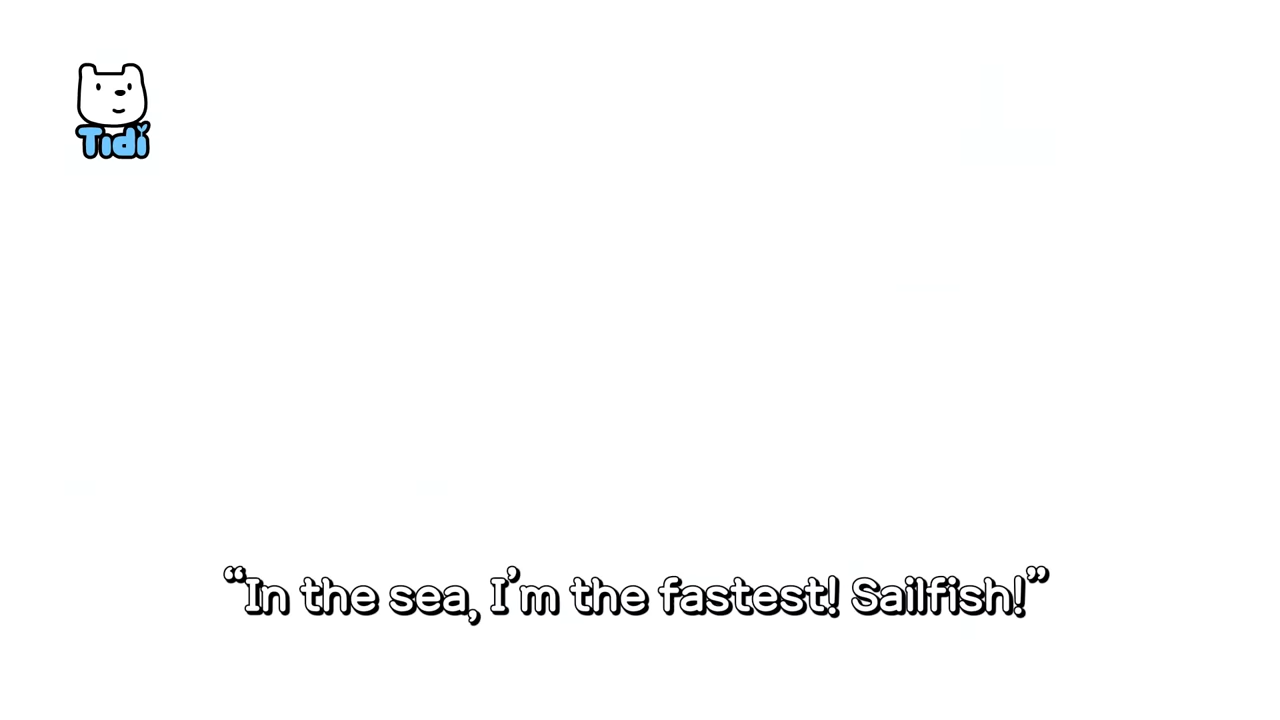 Tidi
“In the sea, I’m the fastest! Sailfish!”